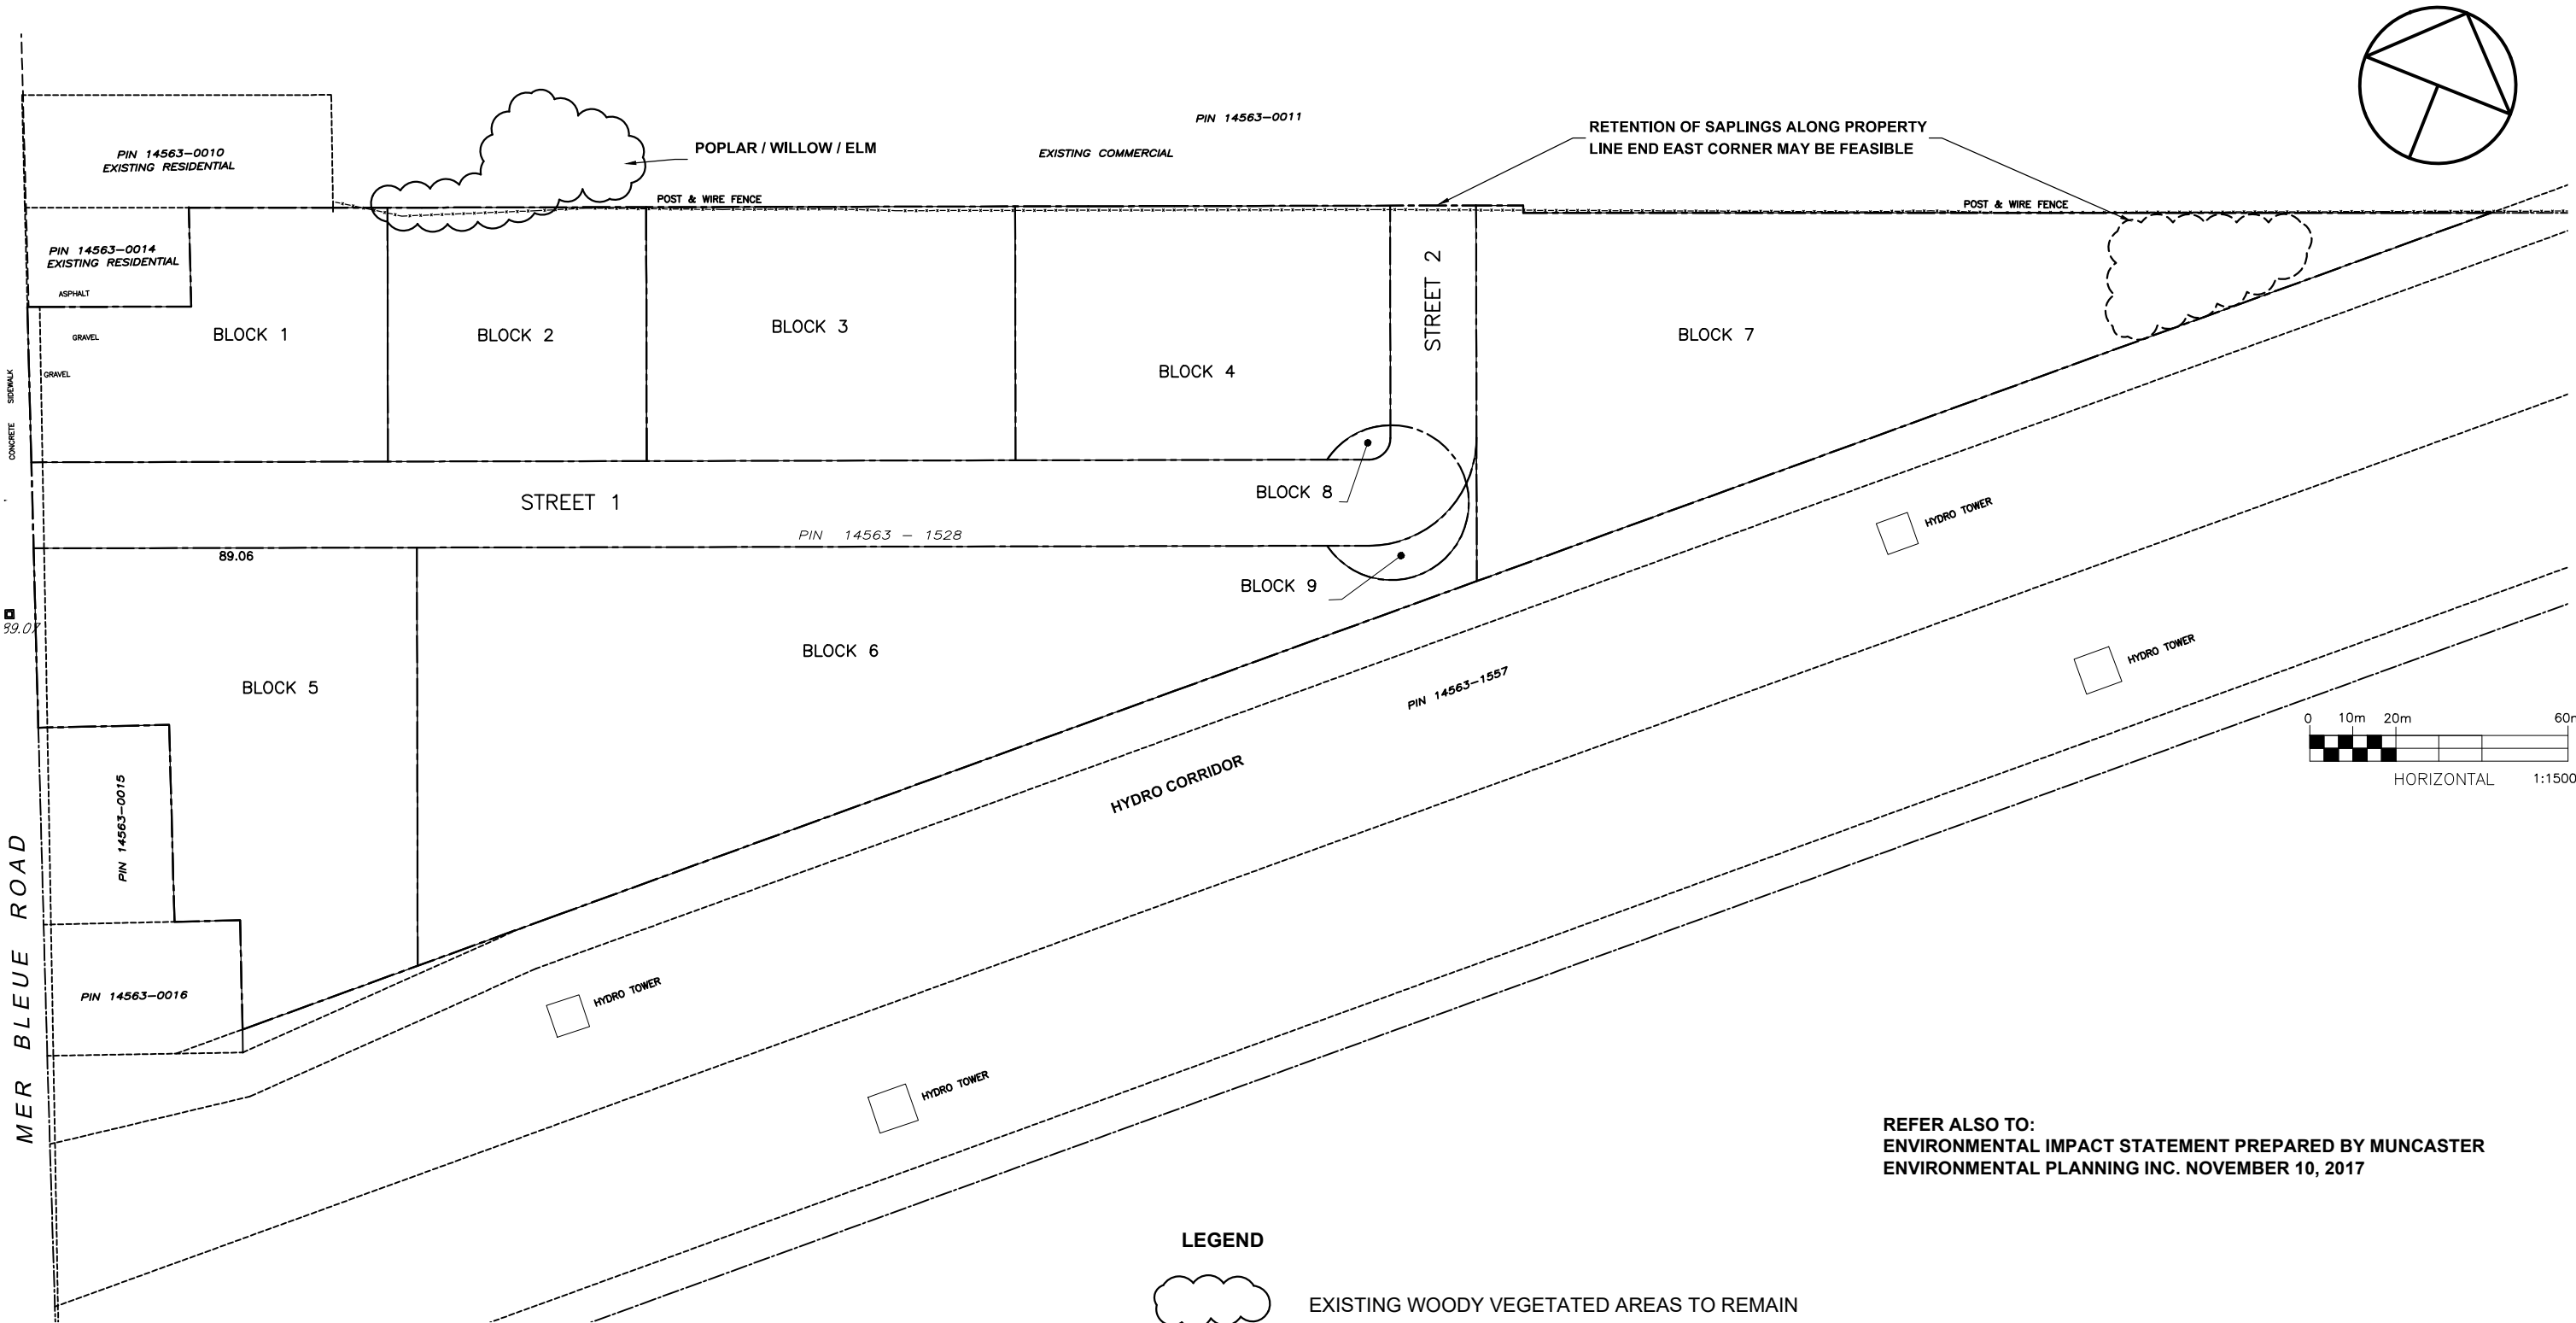 PIN 14563-0010
EXISTING RESIDENTIAL
POPLAR / WILLOW / ELM
PIN 14563-0011
EXISTING COMMERCIAL
RETENTION OF SAPLINGS ALONG PROPERTY
LINE END EAST CORNER MAY BE FEASIBLE
POST & WIRE FENCE
POST & WIRE FENCE
PIN 14563-0014
EXISTING RESIDENTIAL
ASPHALT
GRAVEL
GRAVEL
CONCRETE SIDEWALK
BLOCK 1
BLOCK 2
BLOCK 3
BLOCK 4
STREET 2
BLOCK 7
STREET 1
BLOCK 8
PIN 14563 - 1528
89.06
BLOCK 9
89.07
BLOCK 5
BLOCK 6
HYDRO TOWER
HYDRO TOWER
PIN 14563-1557
HYDRO CORRIDOR
0 10m 20m 60m
HORIZONTAL 1:1500
PIN 14563-0015
MER BLEUE ROAD
PIN 14563-0016
HYDRO TOWER
HYDRO TOWER
REFER ALSO TO:
ENVIRONMENTAL IMPACT STATEMENT PREPARED BY MUNCASTER
ENVIRONMENTAL PLANNING INC. NOVEMBER 10, 2017
LEGEND
EXISTING WOODY VEGETATED AREAS TO REMAIN